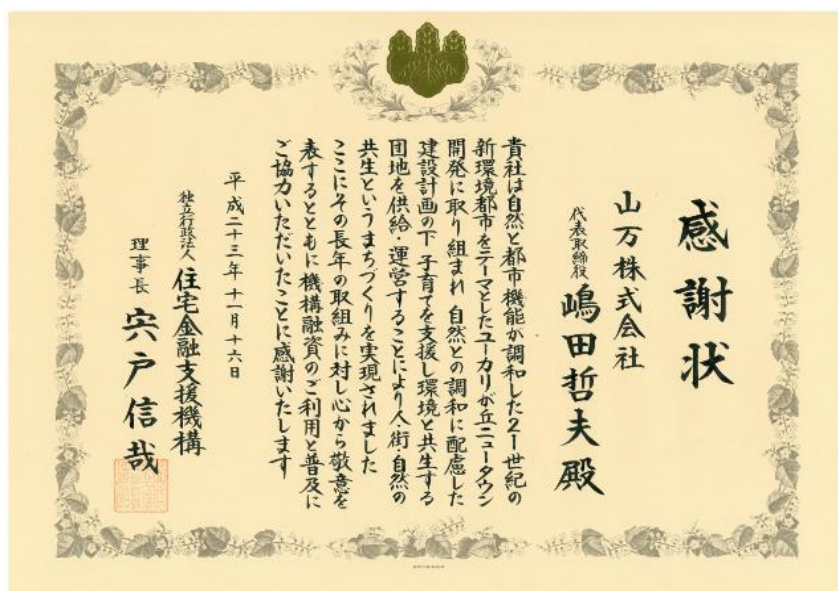 感謝状
山万株式会社
代表取締役 嶋田哲夫殿
貴社は自然と都市機能が調和した21世紀の
新環境都市をテーマとしたユーカリが丘ニュータウン
開発に取り組まれ 自然との調和に配慮した
建設計画の下 子育てを支援し環境と共生する
団地を供給・運営することにより人・街・自然の
共生というまちづくりを実現されました
ここにその長年の取組みに対し心から敬意を
表するとともに機構融資のご利用と普及に
ご協力いただいたことに感謝いたします
平成二十三年十一月十六日
独立行政法人 住宅金融支援機構
理事長 宍戸信哉